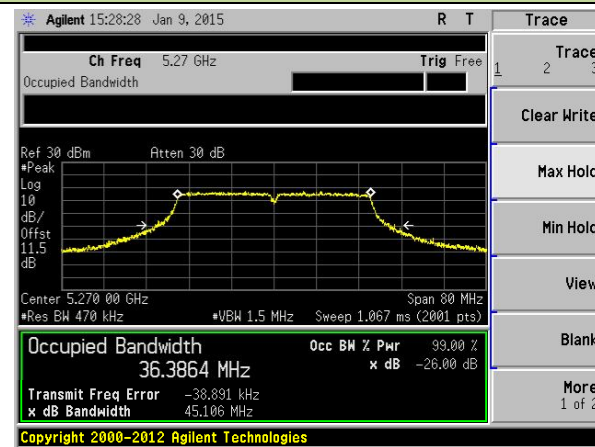 Agilent 15:28:28 Jan 9, 2015 R T
Trace
Ch Freq 5.27 GHz Trig Free
Occupied Bandwidth
Trace
1 2 3
Clear Write
Max Hold
Min Hold
View
Blank
More
1 of 2
Ref 30 dBm Atten 30 dB
#Peak
Log
10
dB/
Offst
11.5
dB
Center 5.270 00 GHz Span 80 MHz
#Res BW 470 kHz #VBW 1.5 MHz Sweep 1.067 ms (2001 pts)
Occupied Bandwidth Occ BW % Pwr 99.00 %
36.3864 MHz x dB -26.00 dB
Transmit Freq Error -38.891 kHz
x dB Bandwidth 45.106 MHz
Copyright 2000-2012 Agilent Technologies